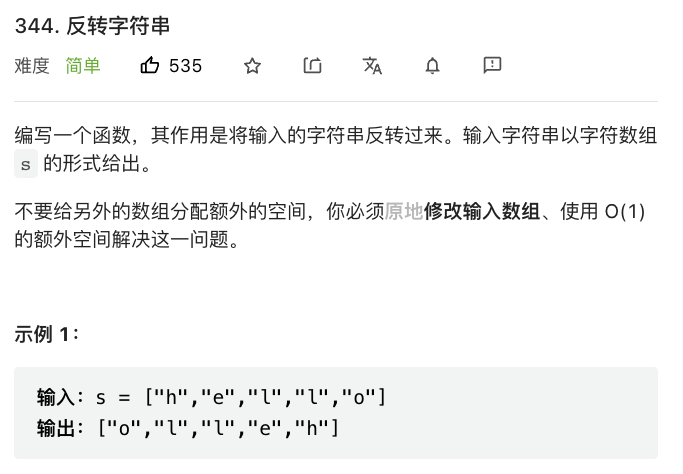 344. 反转字符串
难度 简单 535
编写一个函数，其作用是将输入的字符串反转过来。输入字符串以字符数组
s 的形式给出。
不要给另外的数组分配额外的空间，你必须原地修改输入数组、使用 O(1)
的额外空间解决这一问题。
示例 1：
输入：s = ["h","e","l","l","o"]
输出：["o","l","l","e","h"]